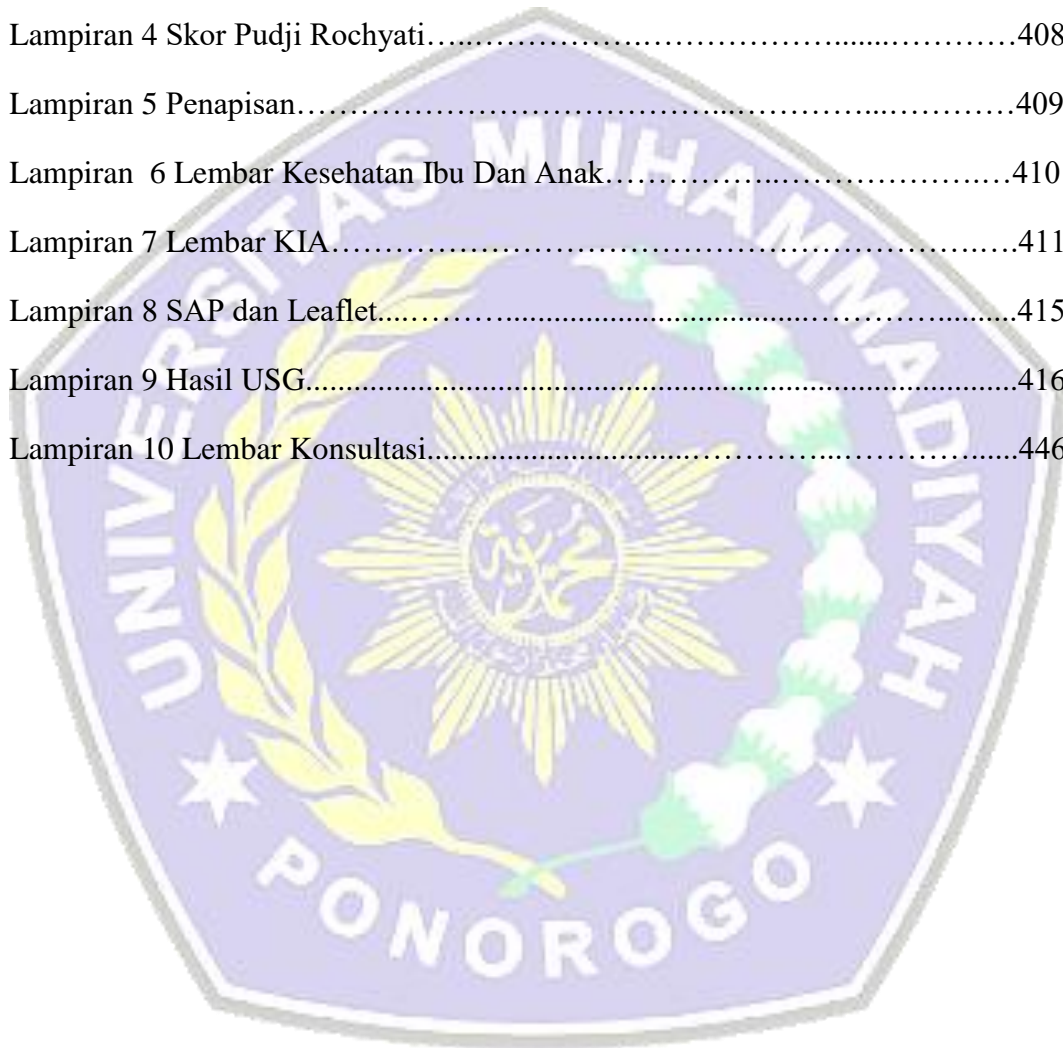 Lampiran 4 Skor Pudji Rochyati…..…………….……………….......…………408
Lampiran 5 Penapisan…………………………………....…………...…………409
Lampiran  6 Lembar Kesehatan Ibu Dan Anak……………...……………….…410
Lampiran 7 Lembar KIA…………………………………………………….….411
Lampiran 8 SAP dan Leaflet....………......................................…………..........415
Lampiran 9 Hasil USG...........................................................................................416
Lampiran 10 Lembar Konsultasi..................................…………...………….......446
UNIVERSITAS MUHAMMADIYAH
PONOROGO